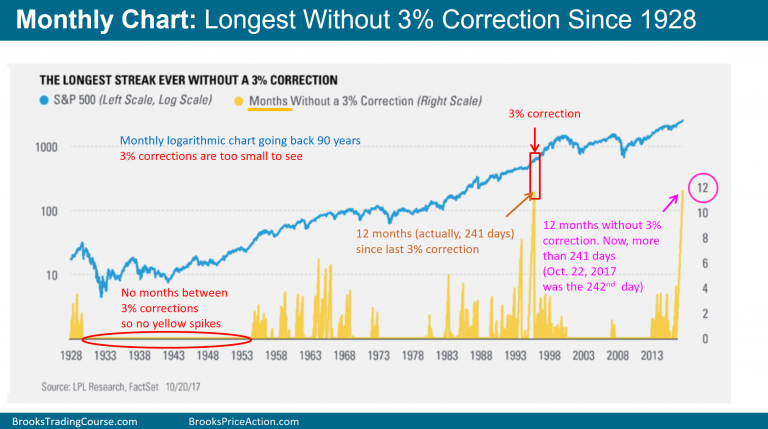 Monthly Chart: Longest Without 3% Correction Since 1928
THE LONGEST STREAK EVER WITHOUT A 3% CORRECTION
S&P 500 (Left Scale, Log Scale)
Months Without a 3% Correction (Right Scale)
3% correction
Monthly logarithmic chart going back 90 years
3% corrections are too small to see
1000
100
10
12
10
8
6
4
2
0
12 months (actually, 241 days)
since last 3% correction
12 months without 3%
correction. Now, more
than 241 days
(Oct. 22, 2017
was the 242nd day)
No months between
3% corrections
so no yellow spikes
1928 1933 1938 1943 1948 1953 1958 1963 1968 1973 1978 1983 1988 1993 1998 2003 2008 2013
Source: LPL Research, FactSet 10/20/17
BrooksTradingCourse.com BrooksPriceAction.com